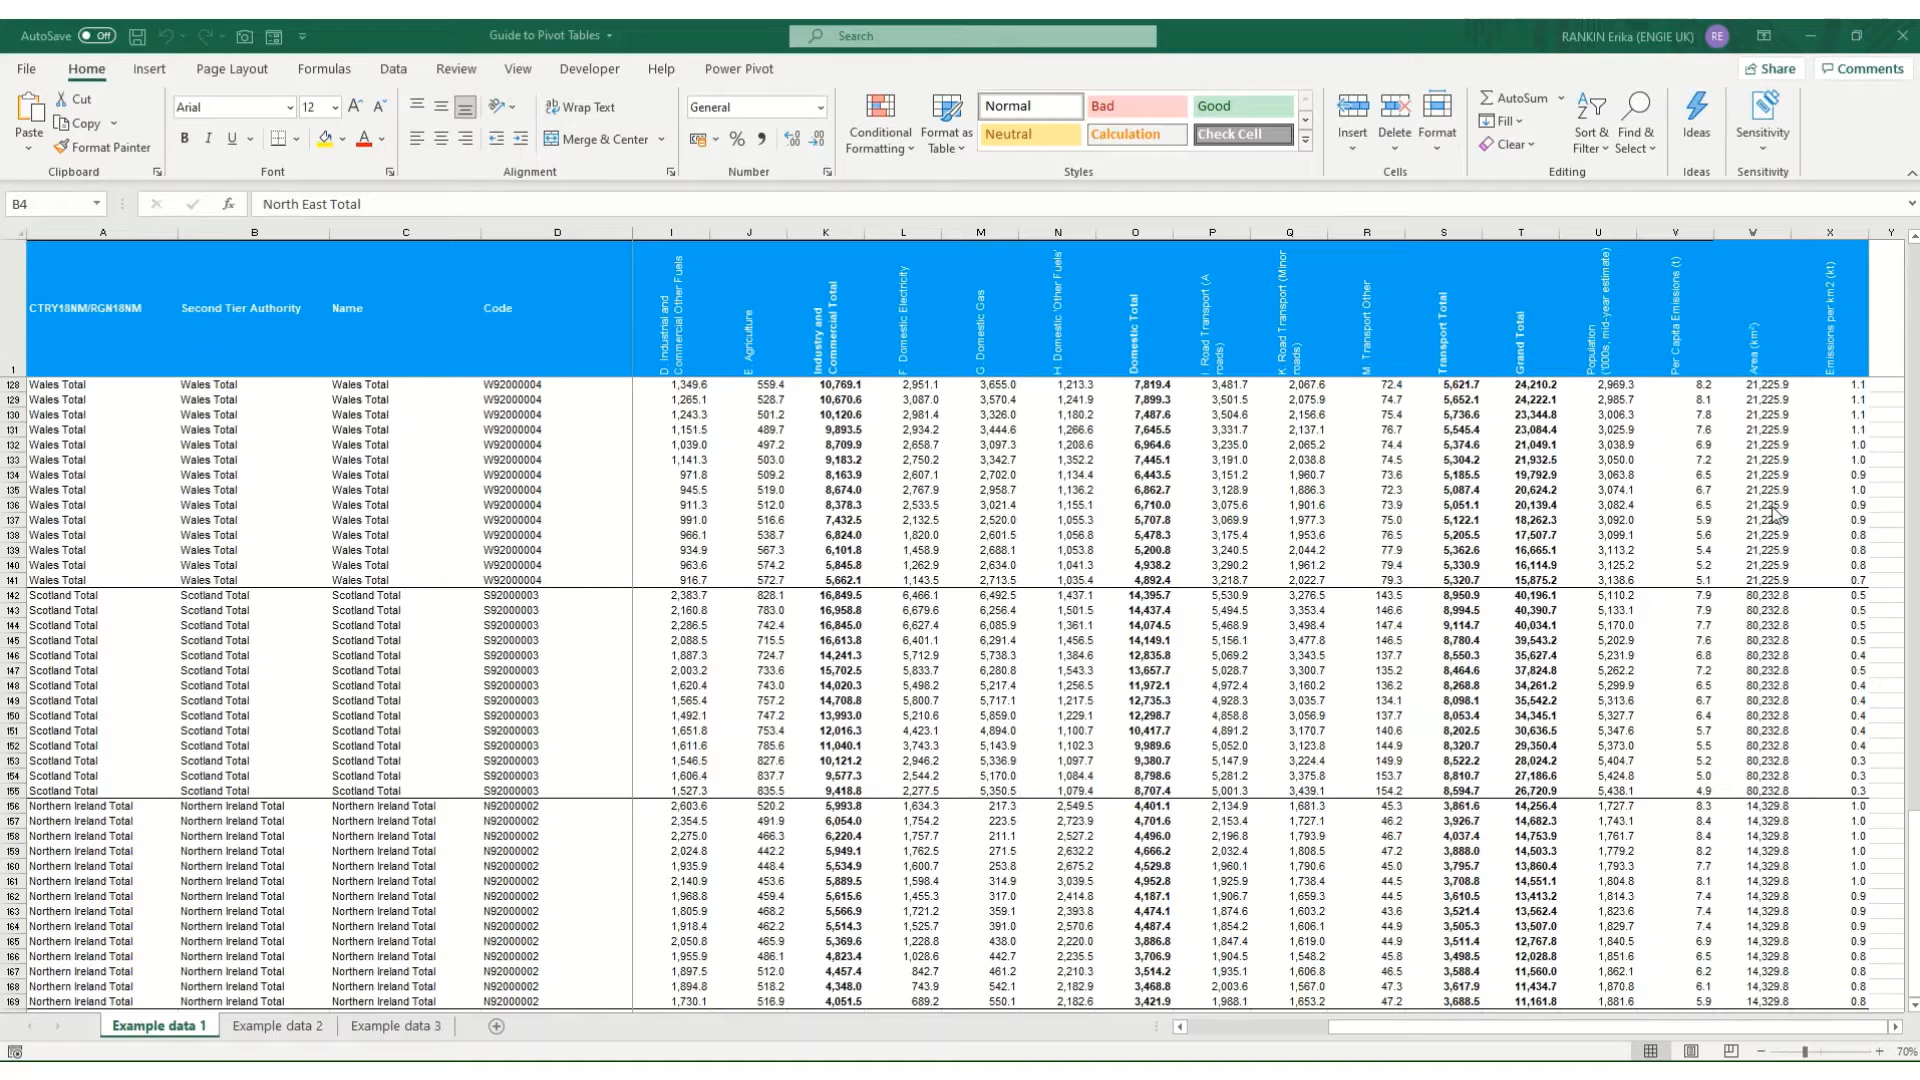 AutoSave Off Guide to Pivot Tables Search RANKIN Erika (ENGIE UK) RE
File Home Insert Page Layout Formulas Data Review View Developer Help Power Pivot Share Comments
Paste Cut Copy Format Painter Clipboard
Arial 12 B I U Font
Wrap Text Merge & Center Alignment
General Number
Conditional Formatting Format as Table Normal Bad Good Neutral Calculation Check Cell Styles
Insert Delete Format Cells
AutoSum Fill Clear Sort & Filter Find & Select Editing
Ideas Ideas
Sensitivity Sensitivity
B4 fx North East Total
A B C D I J K L M N O P Q R S T U V W X Y
1 CTRY18NM/RGN18NM Second Tier Authority Name Code D. Industrial and Commercial Other Fuels E. Agriculture Industry and Commercial Total F. Domestic Electricity G. Domestic Gas H. Domestic 'Other Fuels' Domestic Total I. Road Transport (A roads) K. Road Transport (Minor roads) M. Transport Other Transport Total Grand Total Population ('000s, mid-year estimate) Per Capita Emissions (t) Area (km²) Emissions per km2 (kt)
128 Wales Total Wales Total Wales Total W92000004 1,349.6 559.4 10,769.1 2,951.1 3,655.0 1,213.3 7,819.4 3,481.7 2,067.6 72.4 5,621.7 24,210.2 2,969.3 8.2 21,225.9 1.1
129 Wales Total Wales Total Wales Total W92000004 1,265.1 528.7 10,670.6 3,087.0 3,570.4 1,241.9 7,899.3 3,501.5 2,075.9 74.7 5,652.1 24,222.1 2,985.7 8.1 21,225.9 1.1
130 Wales Total Wales Total Wales Total W92000004 1,243.3 501.2 10,120.6 2,981.4 3,326.0 1,180.2 7,487.6 3,504.6 2,156.6 75.4 5,736.6 23,344.8 3,006.3 7.8 21,225.9 1.1
131 Wales Total Wales Total Wales Total W92000004 1,151.5 489.7 9,893.5 2,934.2 3,444.6 1,266.6 7,645.5 3,331.7 2,137.1 76.7 5,545.4 23,084.4 3,025.9 7.6 21,225.9 1.1
132 Wales Total Wales Total Wales Total W92000004 1,039.0 497.2 8,709.9 2,658.7 3,097.3 1,208.6 6,964.6 3,235.0 2,065.2 74.4 5,374.6 21,049.1 3,038.9 6.9 21,225.9 1.0
133 Wales Total Wales Total Wales Total W92000004 1,141.3 503.0 9,183.2 2,750.2 3,342.7 1,352.2 7,445.1 3,191.0 2,038.8 74.5 5,304.2 21,932.5 3,050.0 7.2 21,225.9 1.0
134 Wales Total Wales Total Wales Total W92000004 971.8 509.2 8,163.9 2,607.1 2,702.0 1,134.4 6,443.5 3,151.2 1,960.7 73.6 5,185.5 19,792.9 3,063.8 6.5 21,225.9 0.9
135 Wales Total Wales Total Wales Total W92000004 945.5 519.0 8,674.0 2,767.9 2,958.7 1,136.2 6,862.7 3,128.9 1,886.3 72.3 5,087.4 20,624.2 3,074.1 6.7 21,225.9 1.0
136 Wales Total Wales Total Wales Total W92000004 911.3 512.0 8,378.3 2,533.5 3,021.4 1,155.1 6,710.0 3,075.6 1,901.6 73.9 5,051.1 20,139.4 3,082.4 6.5 21,225.9 0.9
137 Wales Total Wales Total Wales Total W92000004 991.0 516.6 7,432.5 2,132.5 2,520.0 1,055.3 5,707.8 3,069.9 1,977.3 75.0 5,122.1 18,262.3 3,092.0 5.9 21,225.9 0.9
138 Wales Total Wales Total Wales Total W92000004 966.1 538.7 6,824.0 1,820.0 2,601.5 1,056.8 5,478.3 3,175.4 1,953.6 76.5 5,205.5 17,507.7 3,099.1 5.6 21,225.9 0.8
139 Wales Total Wales Total Wales Total W92000004 934.9 567.3 6,101.8 1,458.9 2,688.1 1,053.8 5,200.8 3,240.5 2,044.2 77.9 5,362.6 16,665.1 3,113.2 5.4 21,225.9 0.8
140 Wales Total Wales Total Wales Total W92000004 963.6 574.2 5,845.8 1,262.9 2,634.0 1,041.3 4,938.2 3,290.2 1,961.2 79.4 5,330.9 16,114.9 3,125.2 5.2 21,225.9 0.8
141 Wales Total Wales Total Wales Total W92000004 916.7 572.7 5,662.1 1,143.5 2,713.5 1,035.4 4,892.4 3,218.7 2,022.7 79.3 5,320.7 15,875.2 3,138.6 5.1 21,225.9 0.7
142 Scotland Total Scotland Total Scotland Total S92000003 2,383.7 828.1 16,849.5 6,466.1 6,492.5 1,437.1 14,395.7 5,530.9 3,276.5 143.5 8,950.9 40,196.1 5,110.2 7.9 80,232.8 0.5
143 Scotland Total Scotland Total Scotland Total S92000003 2,160.8 783.0 16,958.8 6,679.6 6,256.4 1,501.5 14,437.4 5,494.5 3,353.4 146.6 8,994.5 40,390.7 5,133.1 7.9 80,232.8 0.5
144 Scotland Total Scotland Total Scotland Total S92000003 2,286.5 742.4 16,845.0 6,627.4 6,085.9 1,361.1 14,074.5 5,468.9 3,498.4 147.4 9,114.7 40,034.1 5,170.0 7.7 80,232.8 0.5
145 Scotland Total Scotland Total Scotland Total S92000003 2,088.5 715.5 16,613.8 6,401.1 6,291.4 1,456.5 14,149.1 5,156.1 3,477.8 146.5 8,780.4 39,543.2 5,202.9 7.6 80,232.8 0.5
146 Scotland Total Scotland Total Scotland Total S92000003 1,887.3 724.7 14,241.3 5,712.9 5,738.3 1,384.6 12,835.8 5,069.2 3,343.5 137.7 8,550.3 35,627.4 5,231.9 6.8 80,232.8 0.4
147 Scotland Total Scotland Total Scotland Total S92000003 2,003.2 733.6 15,702.5 5,833.7 6,280.8 1,543.3 13,657.7 5,028.7 3,300.7 135.2 8,464.6 37,824.8 5,262.2 7.2 80,232.8 0.5
148 Scotland Total Scotland Total Scotland Total S92000003 1,620.4 743.0 14,020.3 5,498.2 5,217.4 1,256.5 11,972.1 4,972.4 3,160.2 136.2 8,268.8 34,261.2 5,299.9 6.5 80,232.8 0.4
149 Scotland Total Scotland Total Scotland Total S92000003 1,565.4 757.2 14,708.8 5,800.7 5,717.1 1,217.5 12,735.3 4,928.3 3,035.7 134.1 8,098.1 35,542.2 5,313.6 6.7 80,232.8 0.4
150 Scotland Total Scotland Total Scotland Total S92000003 1,492.1 747.2 13,993.0 5,210.6 5,859.0 1,229.1 12,298.7 4,858.8 3,056.9 137.7 8,053.4 34,345.1 5,327.7 6.4 80,232.8 0.4
151 Scotland Total Scotland Total Scotland Total S92000003 1,651.8 753.4 12,016.3 4,423.1 4,894.0 1,100.7 10,417.7 4,891.2 3,170.7 140.6 8,202.5 30,636.5 5,347.6 5.7 80,232.8 0.4
152 Scotland Total Scotland Total Scotland Total S92000003 1,611.6 785.6 11,040.1 3,743.3 5,143.9 1,102.3 9,989.6 5,052.0 3,123.8 144.9 8,320.7 29,350.4 5,373.0 5.5 80,232.8 0.4
153 Scotland Total Scotland Total Scotland Total S92000003 1,546.5 827.6 10,121.2 2,946.2 5,336.9 1,097.7 9,380.7 5,147.9 3,224.4 149.9 8,522.2 28,024.2 5,404.7 5.2 80,232.8 0.3
154 Scotland Total Scotland Total Scotland Total S92000003 1,606.4 837.7 9,577.3 2,544.2 5,170.0 1,084.4 8,798.6 5,281.2 3,375.8 153.7 8,810.7 27,186.6 5,424.8 5.0 80,232.8 0.3
155 Scotland Total Scotland Total Scotland Total S92000003 1,527.3 835.5 9,418.8 2,277.5 5,350.5 1,079.4 8,707.4 5,001.3 3,439.1 154.2 8,594.7 26,720.9 5,438.1 4.9 80,232.8 0.3
156 Northern Ireland Total Northern Ireland Total Northern Ireland Total N92000002 2,603.6 520.2 5,993.8 1,634.3 217.3 2,549.5 4,401.1 2,134.9 1,681.3 45.3 3,861.6 14,256.4 1,727.7 8.3 14,329.8 1.0
157 Northern Ireland Total Northern Ireland Total Northern Ireland Total N92000002 2,354.5 491.9 6,054.0 1,754.2 223.5 2,723.9 4,701.6 2,153.4 1,727.1 46.2 3,926.7 14,682.3 1,743.1 8.4 14,329.8 1.0
158 Northern Ireland Total Northern Ireland Total Northern Ireland Total N92000002 2,275.0 466.3 6,220.4 1,757.7 211.1 2,527.2 4,496.0 2,196.8 1,793.9 46.7 4,037.4 14,753.9 1,761.7 8.4 14,329.8 1.0
159 Northern Ireland Total Northern Ireland Total Northern Ireland Total N92000002 2,024.8 442.2 5,949.1 1,762.5 271.5 2,632.2 4,666.2 2,032.4 1,808.5 47.2 3,888.0 14,503.3 1,779.2 8.2 14,329.8 1.0
160 Northern Ireland Total Northern Ireland Total Northern Ireland Total N92000002 1,935.9 448.4 5,534.9 1,600.7 253.8 2,675.2 4,529.8 1,960.1 1,790.6 45.0 3,795.7 13,860.4 1,793.3 7.7 14,329.8 1.0
161 Northern Ireland Total Northern Ireland Total Northern Ireland Total N92000002 2,140.9 453.6 5,889.5 1,598.4 314.9 3,039.5 4,952.8 1,925.9 1,738.4 44.5 3,708.8 14,551.1 1,804.8 8.1 14,329.8 1.0
162 Northern Ireland Total Northern Ireland Total Northern Ireland Total N92000002 1,968.8 459.4 5,615.6 1,455.3 317.0 2,414.8 4,187.1 1,906.7 1,659.3 44.5 3,610.5 13,413.2 1,814.3 7.4 14,329.8 0.9
163 Northern Ireland Total Northern Ireland Total Northern Ireland Total N92000002 1,805.9 468.2 5,566.9 1,721.2 359.1 2,393.8 4,474.1 1,874.6 1,603.2 43.6 3,521.4 13,562.4 1,823.6 7.4 14,329.8 0.9
164 Northern Ireland Total Northern Ireland Total Northern Ireland Total N92000002 1,918.4 462.2 5,514.3 1,525.7 391.0 2,570.6 4,487.4 1,854.2 1,606.1 44.9 3,505.3 13,507.0 1,829.7 7.4 14,329.8 0.9
165 Northern Ireland Total Northern Ireland Total Northern Ireland Total N92000002 2,050.8 465.9 5,369.6 1,228.8 438.0 2,220.0 3,886.8 1,847.4 1,619.0 44.9 3,511.4 12,767.8 1,840.5 6.9 14,329.8 0.9
166 Northern Ireland Total Northern Ireland Total Northern Ireland Total N92000002 1,955.9 486.1 4,823.4 1,028.6 442.7 2,235.5 3,706.9 1,904.5 1,548.2 45.8 3,498.5 12,028.8 1,851.6 6.5 14,329.8 0.8
167 Northern Ireland Total Northern Ireland Total Northern Ireland Total N92000002 1,897.5 512.0 4,457.4 842.7 461.2 2,210.3 3,514.2 1,935.1 1,606.8 46.5 3,588.4 11,560.0 1,862.1 6.2 14,329.8 0.8
168 Northern Ireland Total Northern Ireland Total Northern Ireland Total N92000002 1,894.8 518.2 4,348.0 743.9 542.1 2,182.9 3,468.8 2,003.6 1,567.0 47.3 3,617.9 11,434.7 1,870.8 6.1 14,329.8 0.8
169 Northern Ireland Total Northern Ireland Total Northern Ireland Total N92000002 1,730.1 516.9 4,051.5 689.2 550.1 2,182.6 3,421.9 1,988.1 1,653.2 47.2 3,688.5 11,161.8 1,881.6 5.9 14,329.8 0.8
Example data 1 Example data 2 Example data 3
70%